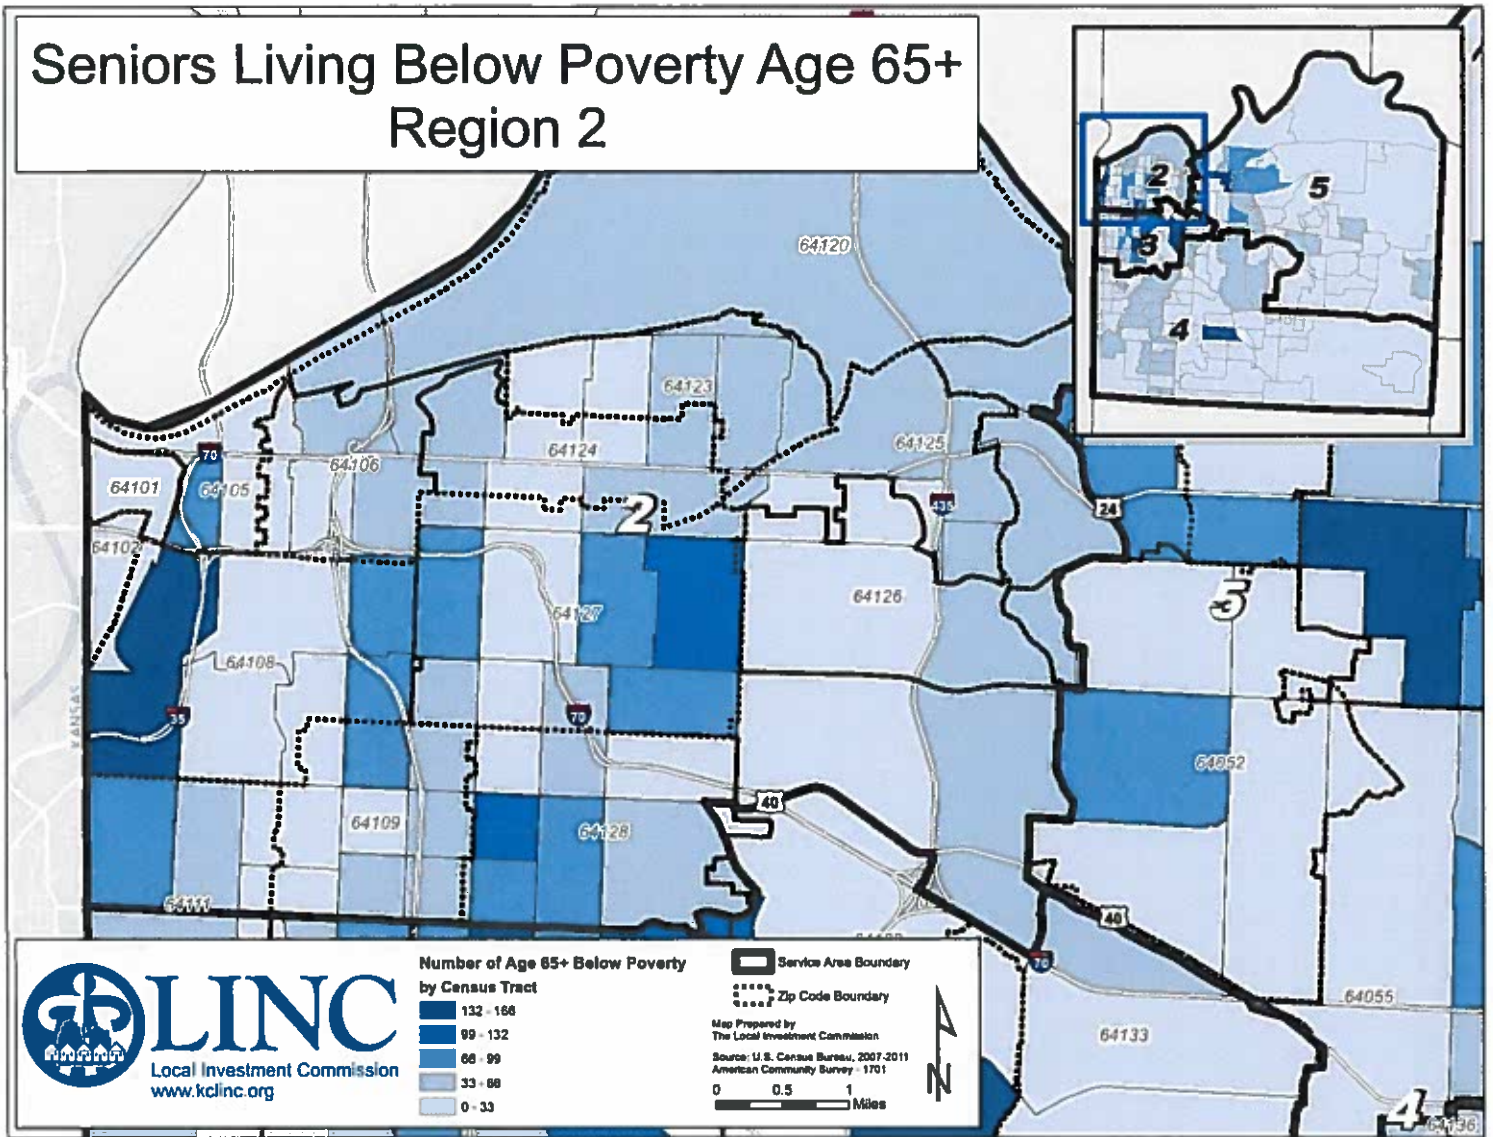 Seniors Living Below Poverty Age 65+
Region 2
2
5
3
4
64120
64123
64124
64125
70
64106
64101
64105
2
435
24
64102
64127
64126
5
64108
KANSAS
35
70
64052
40
64109
64128
64111
40
70
64055
64133
4
64136
LINC
Local Investment Commission
www.kclinc.org
Number of Age 65+ Below Poverty
by Census Tract
132 - 166
99 - 132
66 - 99
33 - 66
0 - 33
Service Area Boundary
Zip Code Boundary
Map Prepared by
The Local Investment Commission
Source: U.S. Census Bureau, 2007-2011
American Community Survey - 1701
0 0.5 1
Miles
N